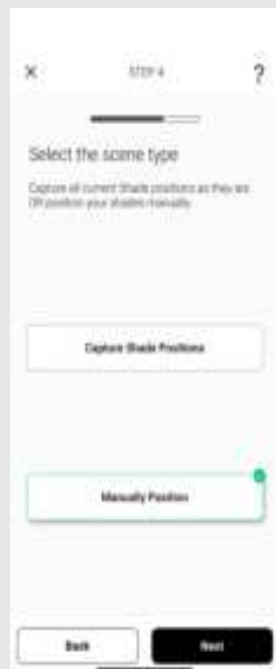 × STEP 4 ?
Select the scene type
Capture all current Shade positions as they are
OR position your shades manually.
Capture Shade Positions
Manually Position
Back Next